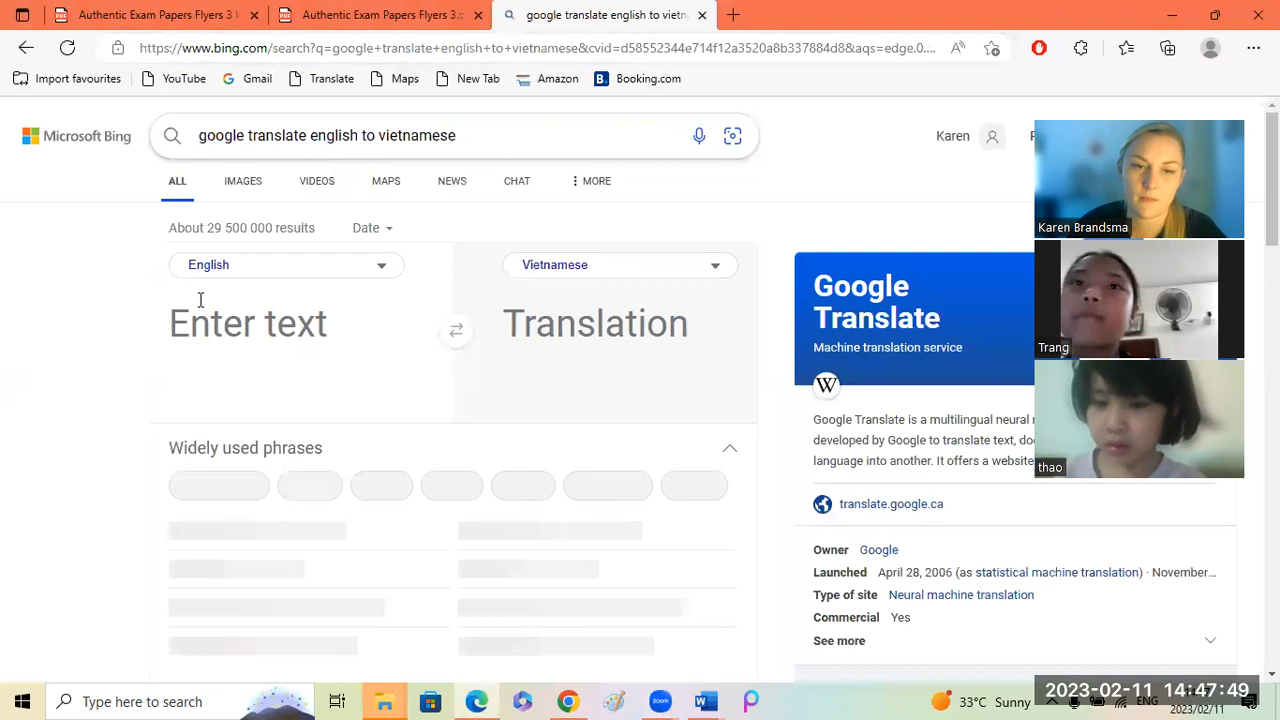 Authentic Exam Papers Flyers 3 k
Authentic Exam Papers Flyers 3.
google translate english to vietn
https://www.bing.com/search?q=google+translate+english+to+vietnamese&cvid=d58552344e714f12a3520a8b337884d8&aqs=edge.0....
Import favourites YouTube Gmail Translate Maps New Tab Amazon Booking.com
Microsoft Bing
google translate english to vietnamese
Karen
ALL IMAGES VIDEOS MAPS NEWS CHAT MORE
About 29 500 000 results Date
English
Vietnamese
Enter text
Translation
Widely used phrases
Google
Translate
Machine translation service
W
Google Translate is a multilingual neural
developed by Google to translate text,
language into another. It offers a website
translate.google.ca
Owner Google
Launched April 28, 2006 (as statistical machine translation) · November...
Type of site Neural machine translation
Commercial Yes
See more
Karen Brandsma
Trang
thao
Type here to search
33°C Sunny
ENG
2023-02-11 14:47:49
2023/02/11